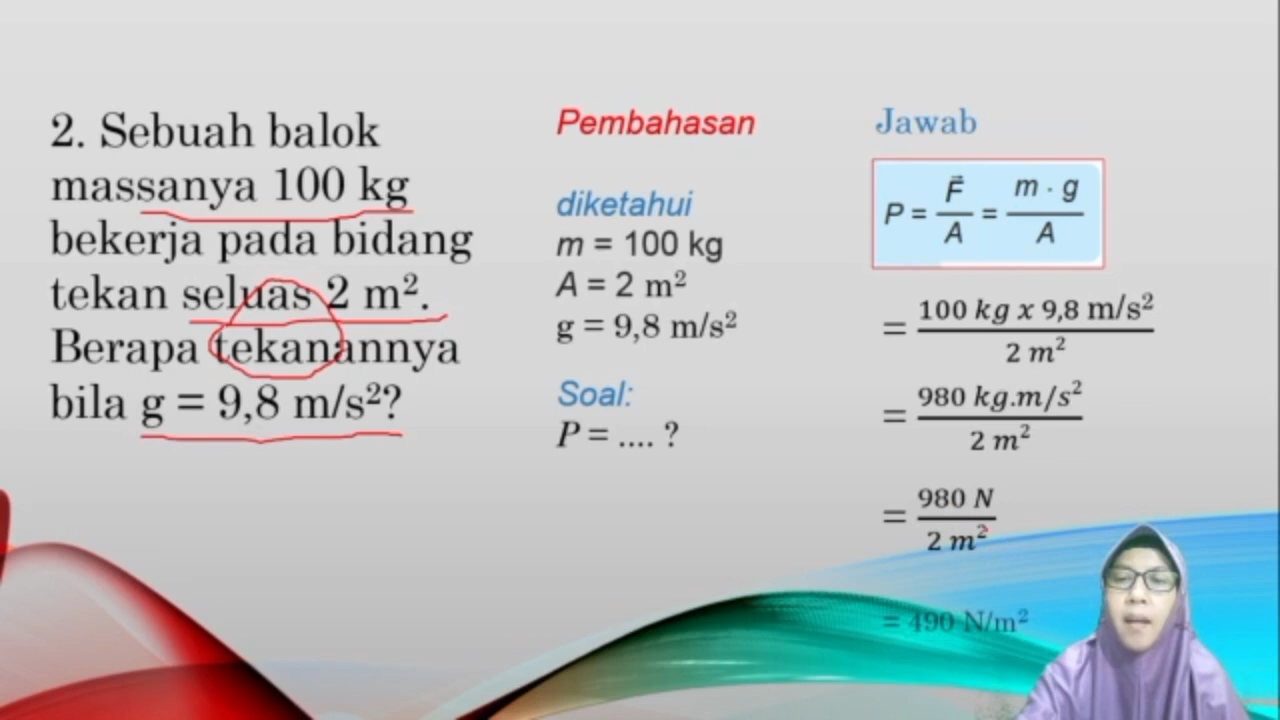 2. Sebuah balok
massanya 100 kg
bekerja pada bidang
tekan seluas 2 m².
Berapa tekanannya
bila g = 9,8 m/s²?
Pembahasan
diketahui
m = 100 kg
A = 2 m²
g = 9,8 m/s²
Soal:
P = .... ?
Jawab
P = F⃗/A = m · g/A
= 100 kg x 9,8 m/s²/2 m²
= 980 kg.m/s²/2 m²
= 980 N/2 m²
= 490 N/m²